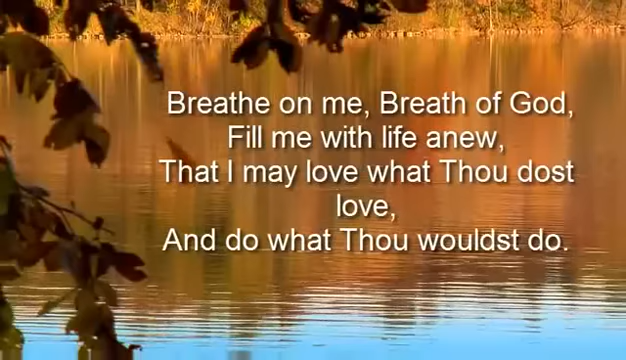 Breathe on me, Breath of God,
Fill me with life anew,
That I may love what Thou dost
love,
And do what Thou wouldst do.